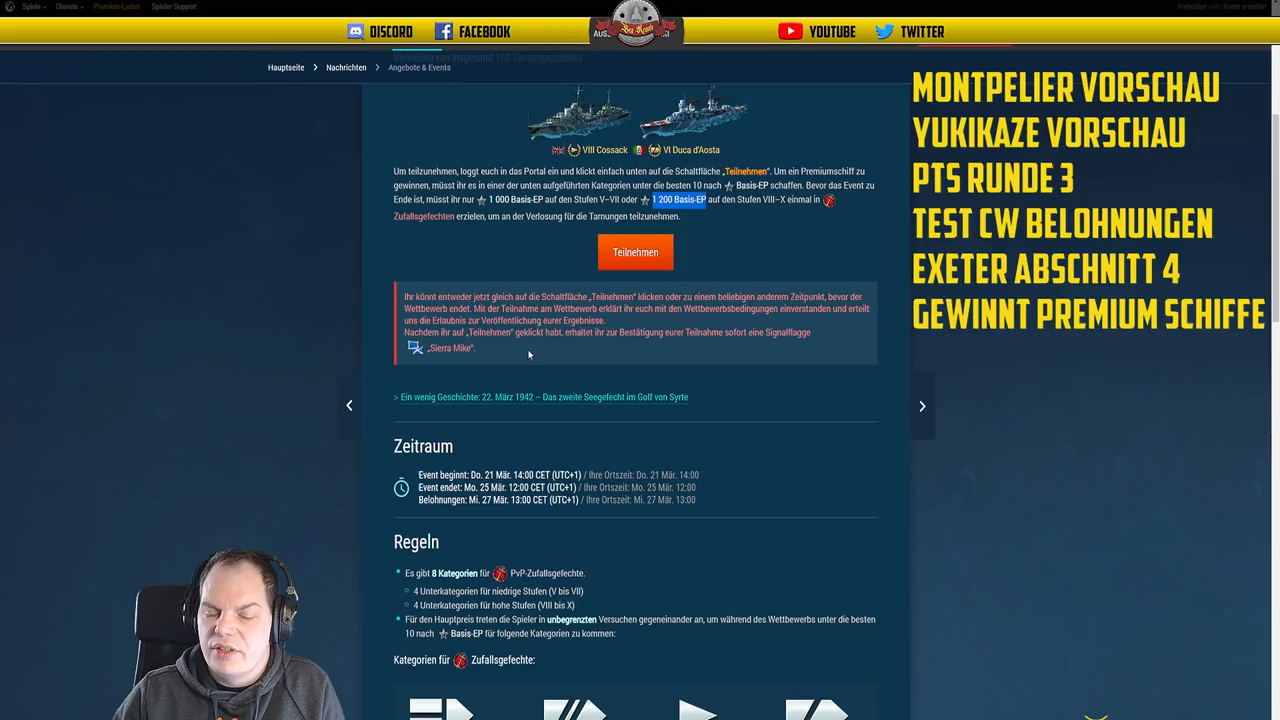 Spiele
Dienste
Premium-Laden
Spieler Support
Anmelden oder Konto erstellen
DISCORD
FACEBOOK
YOUTUBE
TWITTER
Verlosung von insgesamt
Hauptseite
Nachrichten
Angebote & Events
VIII Cossack
VI Duca d'Aosta
Um teilzunehmen, loggt euch in das Portal ein und klickt einfach unten auf die Schaltfläche „Teilnehmen". Um ein Premiumschiff zu
gewinnen, müsst ihr es in einer der unten aufgeführten Kategorien unter die besten 10 nach Basis-EP schaffen. Bevor das Event zu
Ende ist, müsst ihr nur 1 000 Basis-EP auf den Stufen V–VII oder 1 200 Basis-EP auf den Stufen VIII–X einmal in
Zufallsgefechten erzielen, um an der Verlosung für die Tarnungen teilzunehmen.
Teilnehmen
Ihr könnt entweder jetzt gleich auf die Schaltfläche „Teilnehmen" klicken oder zu einem beliebigen anderem Zeitpunkt, bevor der
Wettbewerb endet. Mit der Teilnahme am Wettbewerb erklärt ihr euch mit den Wettbewerbsbedingungen einverstanden und erteilt
uns die Erlaubnis zur Veröffentlichung eurer Ergebnisse.
Nachdem ihr auf „Teilnehmen" geklickt habt, erhaltet ihr zur Bestätigung eurer Teilnahme sofort eine Signalflagge
„Sierra Mike".
> Ein wenig Geschichte: 22. März 1942 – Das zweite Seegefecht im Golf von Syrte
Zeitraum
Event beginnt: Do. 21 Mär. 14:00 CET (UTC+1) / Ihre Ortszeit: Do. 21 Mär. 14:00
Event endet: Mo. 25 Mär. 12:00 CET (UTC+1) / Ihre Ortszeit: Mo. 25 Mär. 12:00
Belohnungen: Mi. 27 Mär. 13:00 CET (UTC+1) / Ihre Ortszeit: Mi. 27 Mär. 13:00
Regeln
Es gibt 8 Kategorien für PvP-Zufallsgefechte.
4 Unterkategorien für niedrige Stufen (V bis VII)
4 Unterkategorien für hohe Stufen (VIII bis X)
Für den Hauptpreis treten die Spieler in unbegrenzten Versuchen gegeneinander an, um während des Wettbewerbs unter die besten
10 nach Basis-EP für folgende Kategorien zu kommen:
Kategorien für Zufallsgefechte:
MONTPELIER VORSCHAU
YUKIKAZE VORSCHAU
PTS RUNDE 3
TEST CW BELOHNUNGEN
EXETER ABSCHNITT 4
GEWINNT PREMIUM SCHIFFE